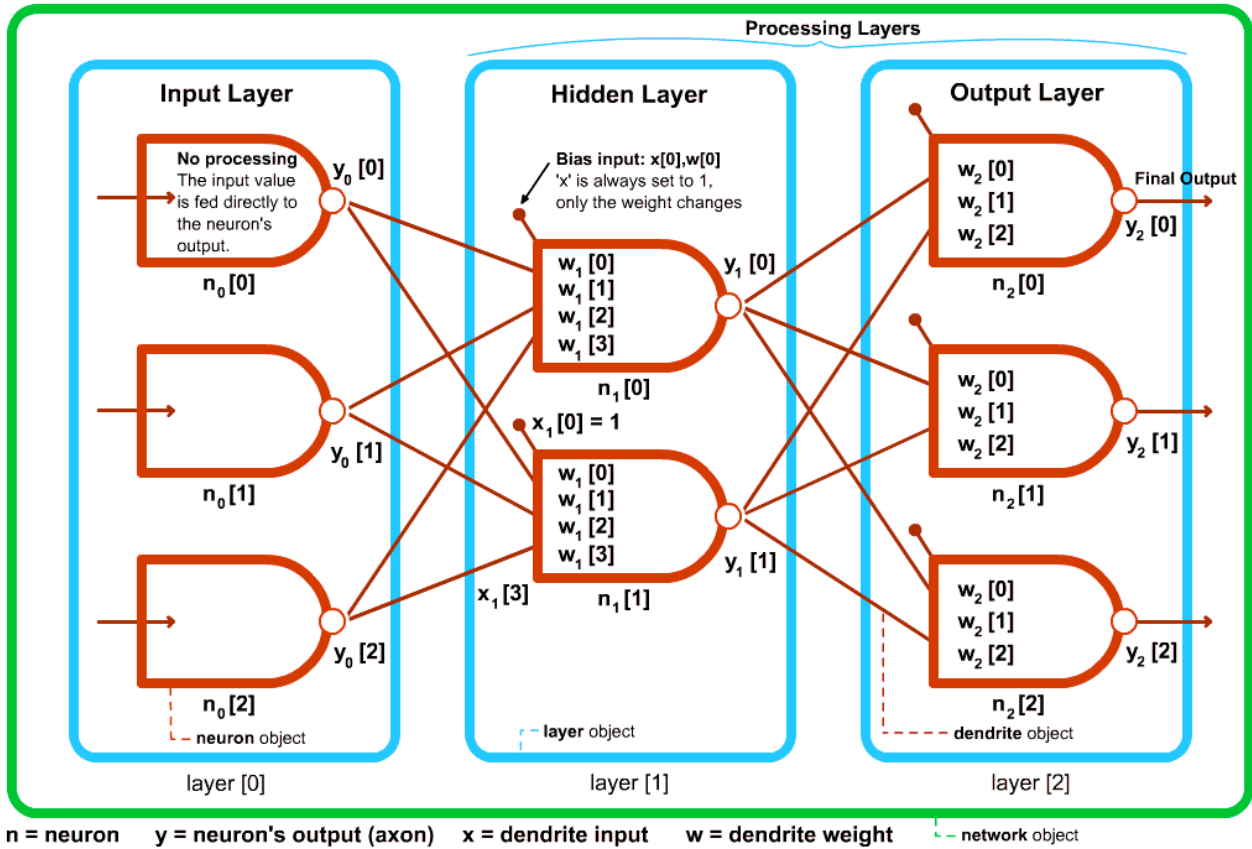 Processing Layers
Input Layer
Hidden Layer
Output Layer
No processing
The input value
is fed directly to
the neuron's
output.
y0 [0]
n0 [0]
y0 [1]
n0 [1]
y0 [2]
n0 [2]
neuron object
layer [0]
Bias input: x[0],w[0]
'x' is always set to 1,
only the weight changes
w1 [0]
w1 [1]
w1 [2]
w1 [3]
y1 [0]
n1 [0]
x1 [0] = 1
w1 [0]
w1 [1]
w1 [2]
w1 [3]
y1 [1]
x1 [3]
n1 [1]
layer object
layer [1]
w2 [0]
w2 [1]
w2 [2]
Final Output
y2 [0]
n2 [0]
w2 [0]
w2 [1]
w2 [2]
y2 [1]
n2 [1]
w2 [0]
w2 [1]
w2 [2]
y2 [2]
n2 [2]
dendrite object
layer [2]
n = neuron y = neuron's output (axon) x = dendrite input w = dendrite weight
network object